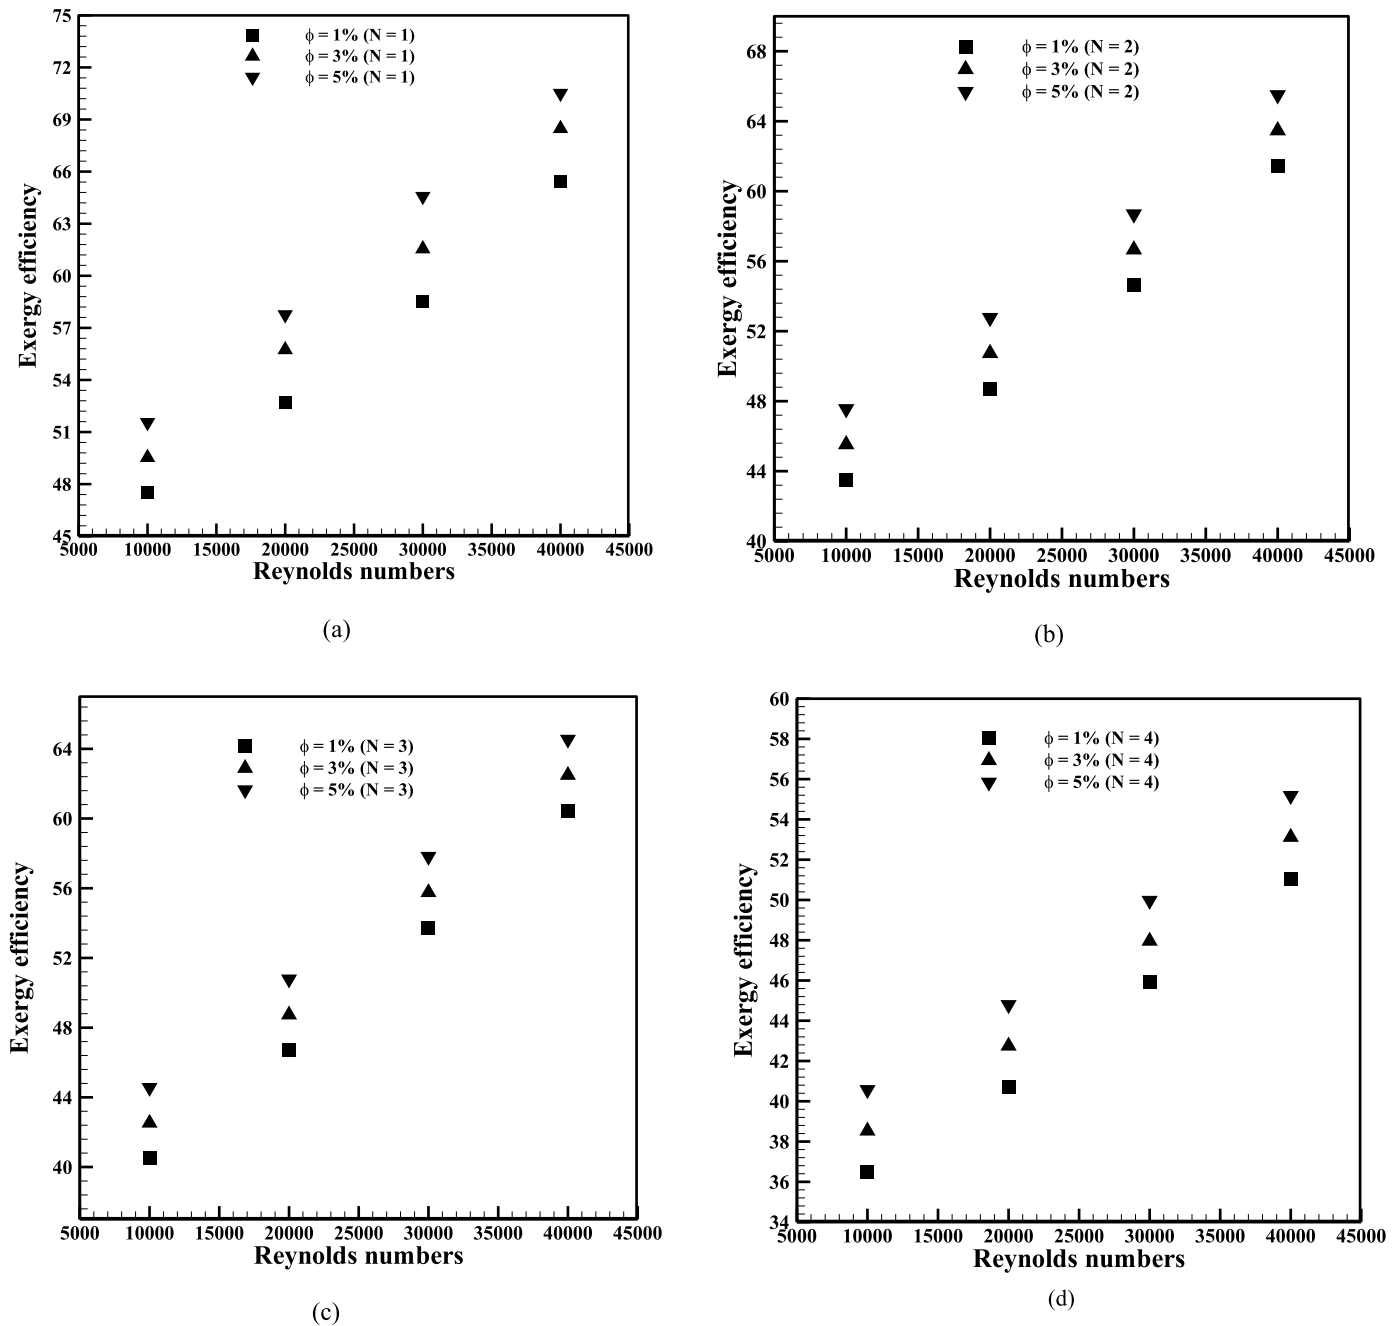 75
72
69
66
63
60
57
54
51
48
45
Exergy efficiency
ϕ = 1% (N = 1)
ϕ = 3% (N = 1)
ϕ = 5% (N = 1)
5000 10000 15000 20000 25000 30000 35000 40000 45000
Reynolds numbers
(a)
68
64
60
56
52
48
44
40
Exergy efficiency
ϕ = 1% (N = 2)
ϕ = 3% (N = 2)
ϕ = 5% (N = 2)
5000 10000 15000 20000 25000 30000 35000 40000 45000
Reynolds numbers
(b)
64
60
56
52
48
44
40
Exergy efficiency
ϕ = 1% (N = 3)
ϕ = 3% (N = 3)
ϕ = 5% (N = 3)
5000 10000 15000 20000 25000 30000 35000 40000 45000
Reynolds numbers
(c)
60
58
56
54
52
50
48
46
44
42
40
38
36
34
Exergy efficiency
ϕ = 1% (N = 4)
ϕ = 3% (N = 4)
ϕ = 5% (N = 4)
5000 10000 15000 20000 25000 30000 35000 40000 45000
Reynolds numbers
(d)